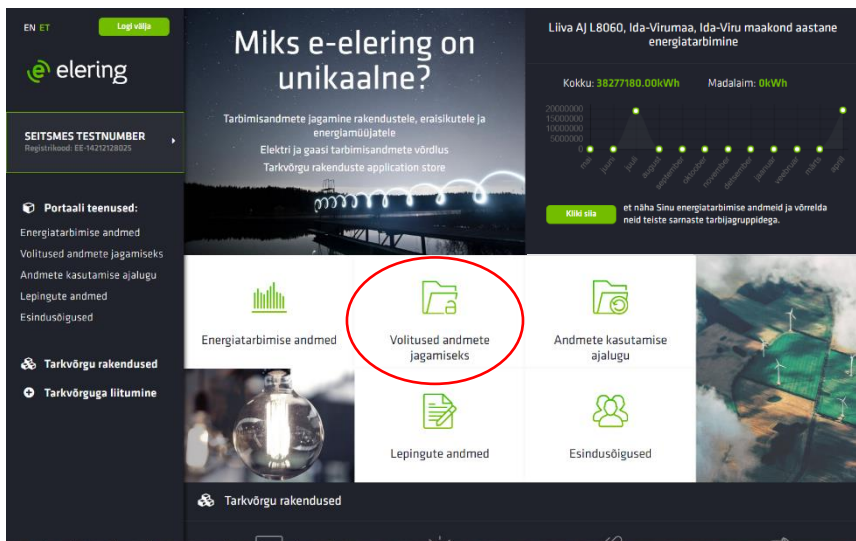 EN ET
Logi välja
elering
SEITSMES TESTNUMBER
Registrikood: EE-14212128025
Portaali teenused:
Energiatarbimise andmed
Volitused andmete jagamiseks
Andmete kasutamise ajalugu
Lepingute andmed
Esindusõigused
Tarkvõrgu rakendused
Tarkvõrguga liitumine
Miks e-elering on
unikaalne?
Tarbimisandmete jagamine rakendustele, eraisikutele ja
energiamüüjatele
Elektri ja gaasi tarbimisandmete võrdlus
Tarkvõrgu rakenduste application store
Liiva AJ L8060, Ida-Virumaa, Ida-Viru maakond aastane
energiatarbimine
Kokku: 38277180.00kWh Madalaim: 0kWh
20000000
15000000
10000000
5000000
0
mai juuni juuli august september oktoober november detsember jaanuar veebruar märts aprill
Kliki siia
et näha Sinu energiatarbimise andmeid ja võrrelda
neid teiste sarnaste tarbijagruppidega.
Energiatarbimise andmed
Volitused andmete
jagamiseks
Andmete kasutamise
ajalugu
Lepingute andmed
Esindusõigused
Tarkvõrgu rakendused